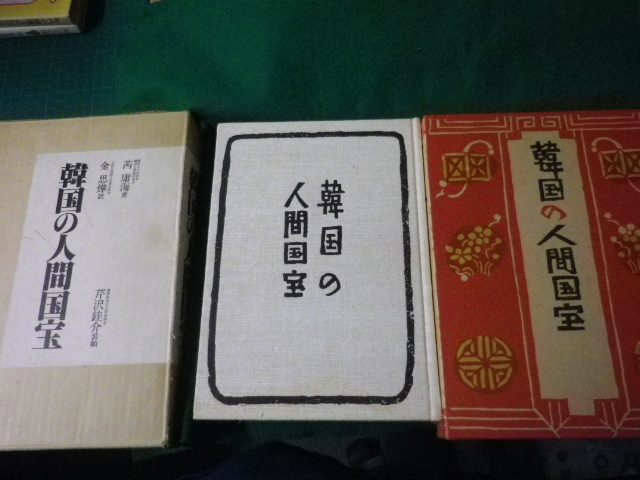 芮庸海著
金思燁訳
韓国の人間国宝
芹沢銈介装幀
韓国の
人間国宝
韓国の人間国宝